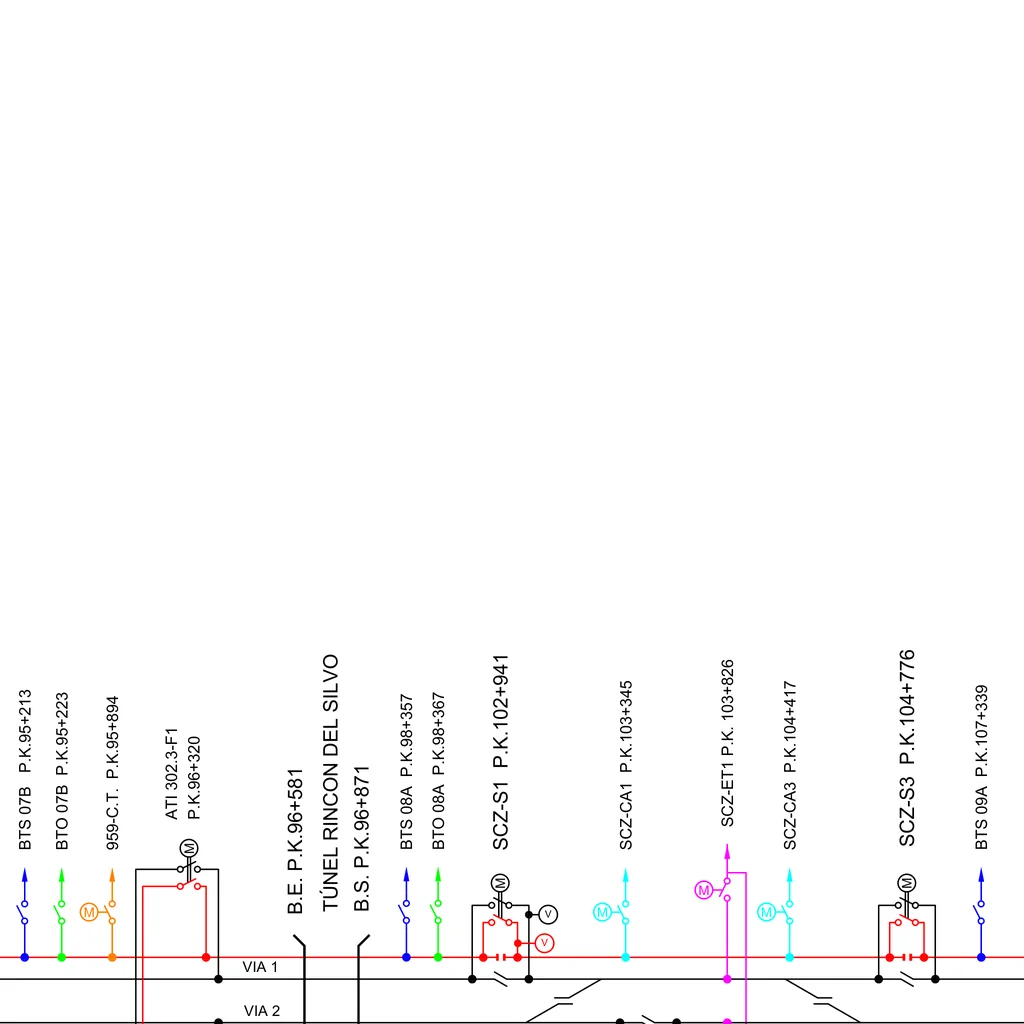 BTS 07B P.K.95+213
BTO 07B P.K.95+223
959-C.T. P.K.95+894
ATI 302.3-F1
P.K.96+320
B.E. P.K.96+581
TÚNEL RINCON DEL SILVO
B.S. P.K.96+871
BTS 08A P.K.98+357
BTO 08A P.K.98+367
SCZ-S1 P.K.102+941
SCZ-CA1 P.K.103+345
SCZ-ET1 P.K. 103+826
SCZ-CA3 P.K.104+417
SCZ-S3 P.K.104+776
BTS 09A P.K.107+339
M
M
M
M
M
M
M
V
V
VIA 1
VIA 2